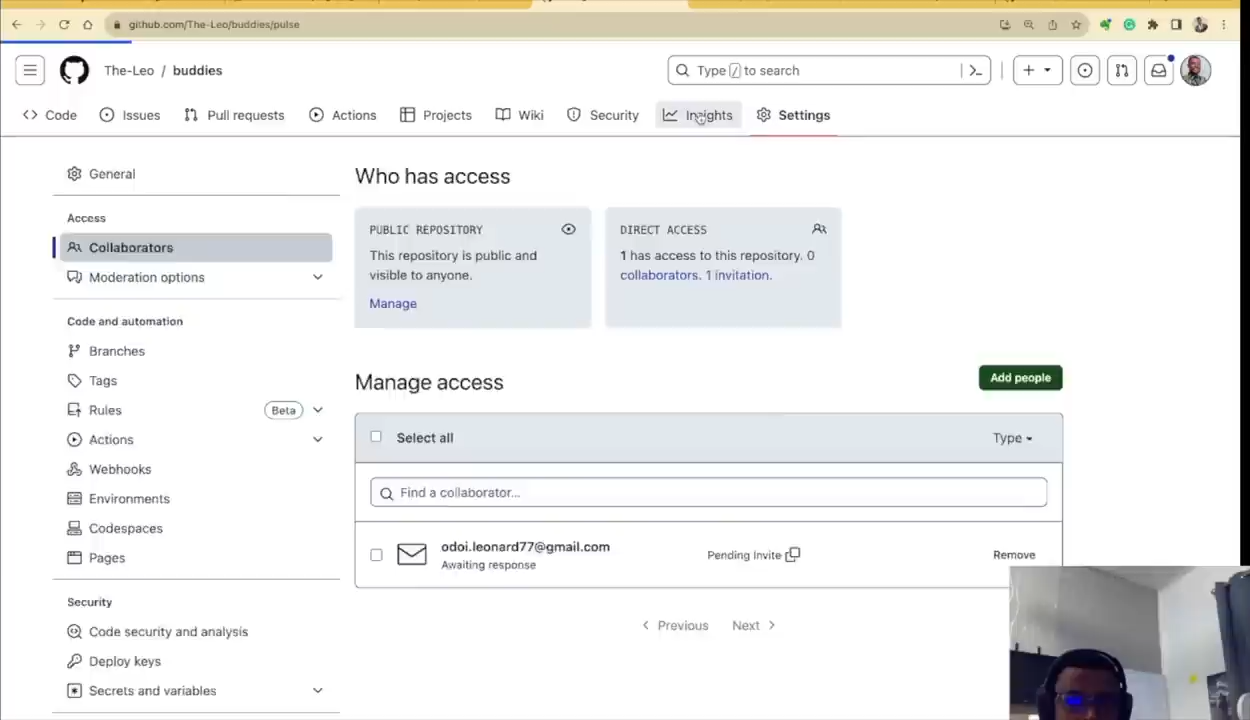 github.com/The-Leo/buddies/pulse
The-Leo / buddies
Type / to search
Code Issues Pull requests Actions Projects Wiki Security Insights Settings
General
Access
Collaborators
Moderation options
Code and automation
Branches
Tags
Rules Beta
Actions
Webhooks
Environments
Codespaces
Pages
Security
Code security and analysis
Deploy keys
Secrets and variables
Who has access
PUBLIC REPOSITORY
This repository is public and
visible to anyone.
Manage
DIRECT ACCESS
1 has access to this repository. 0
collaborators. 1 invitation.
Manage access
Add people
Select all
Type
Find a collaborator...
odoi.leonard77@gmail.com
Awaiting response
Pending Invite
Remove
Previous Next